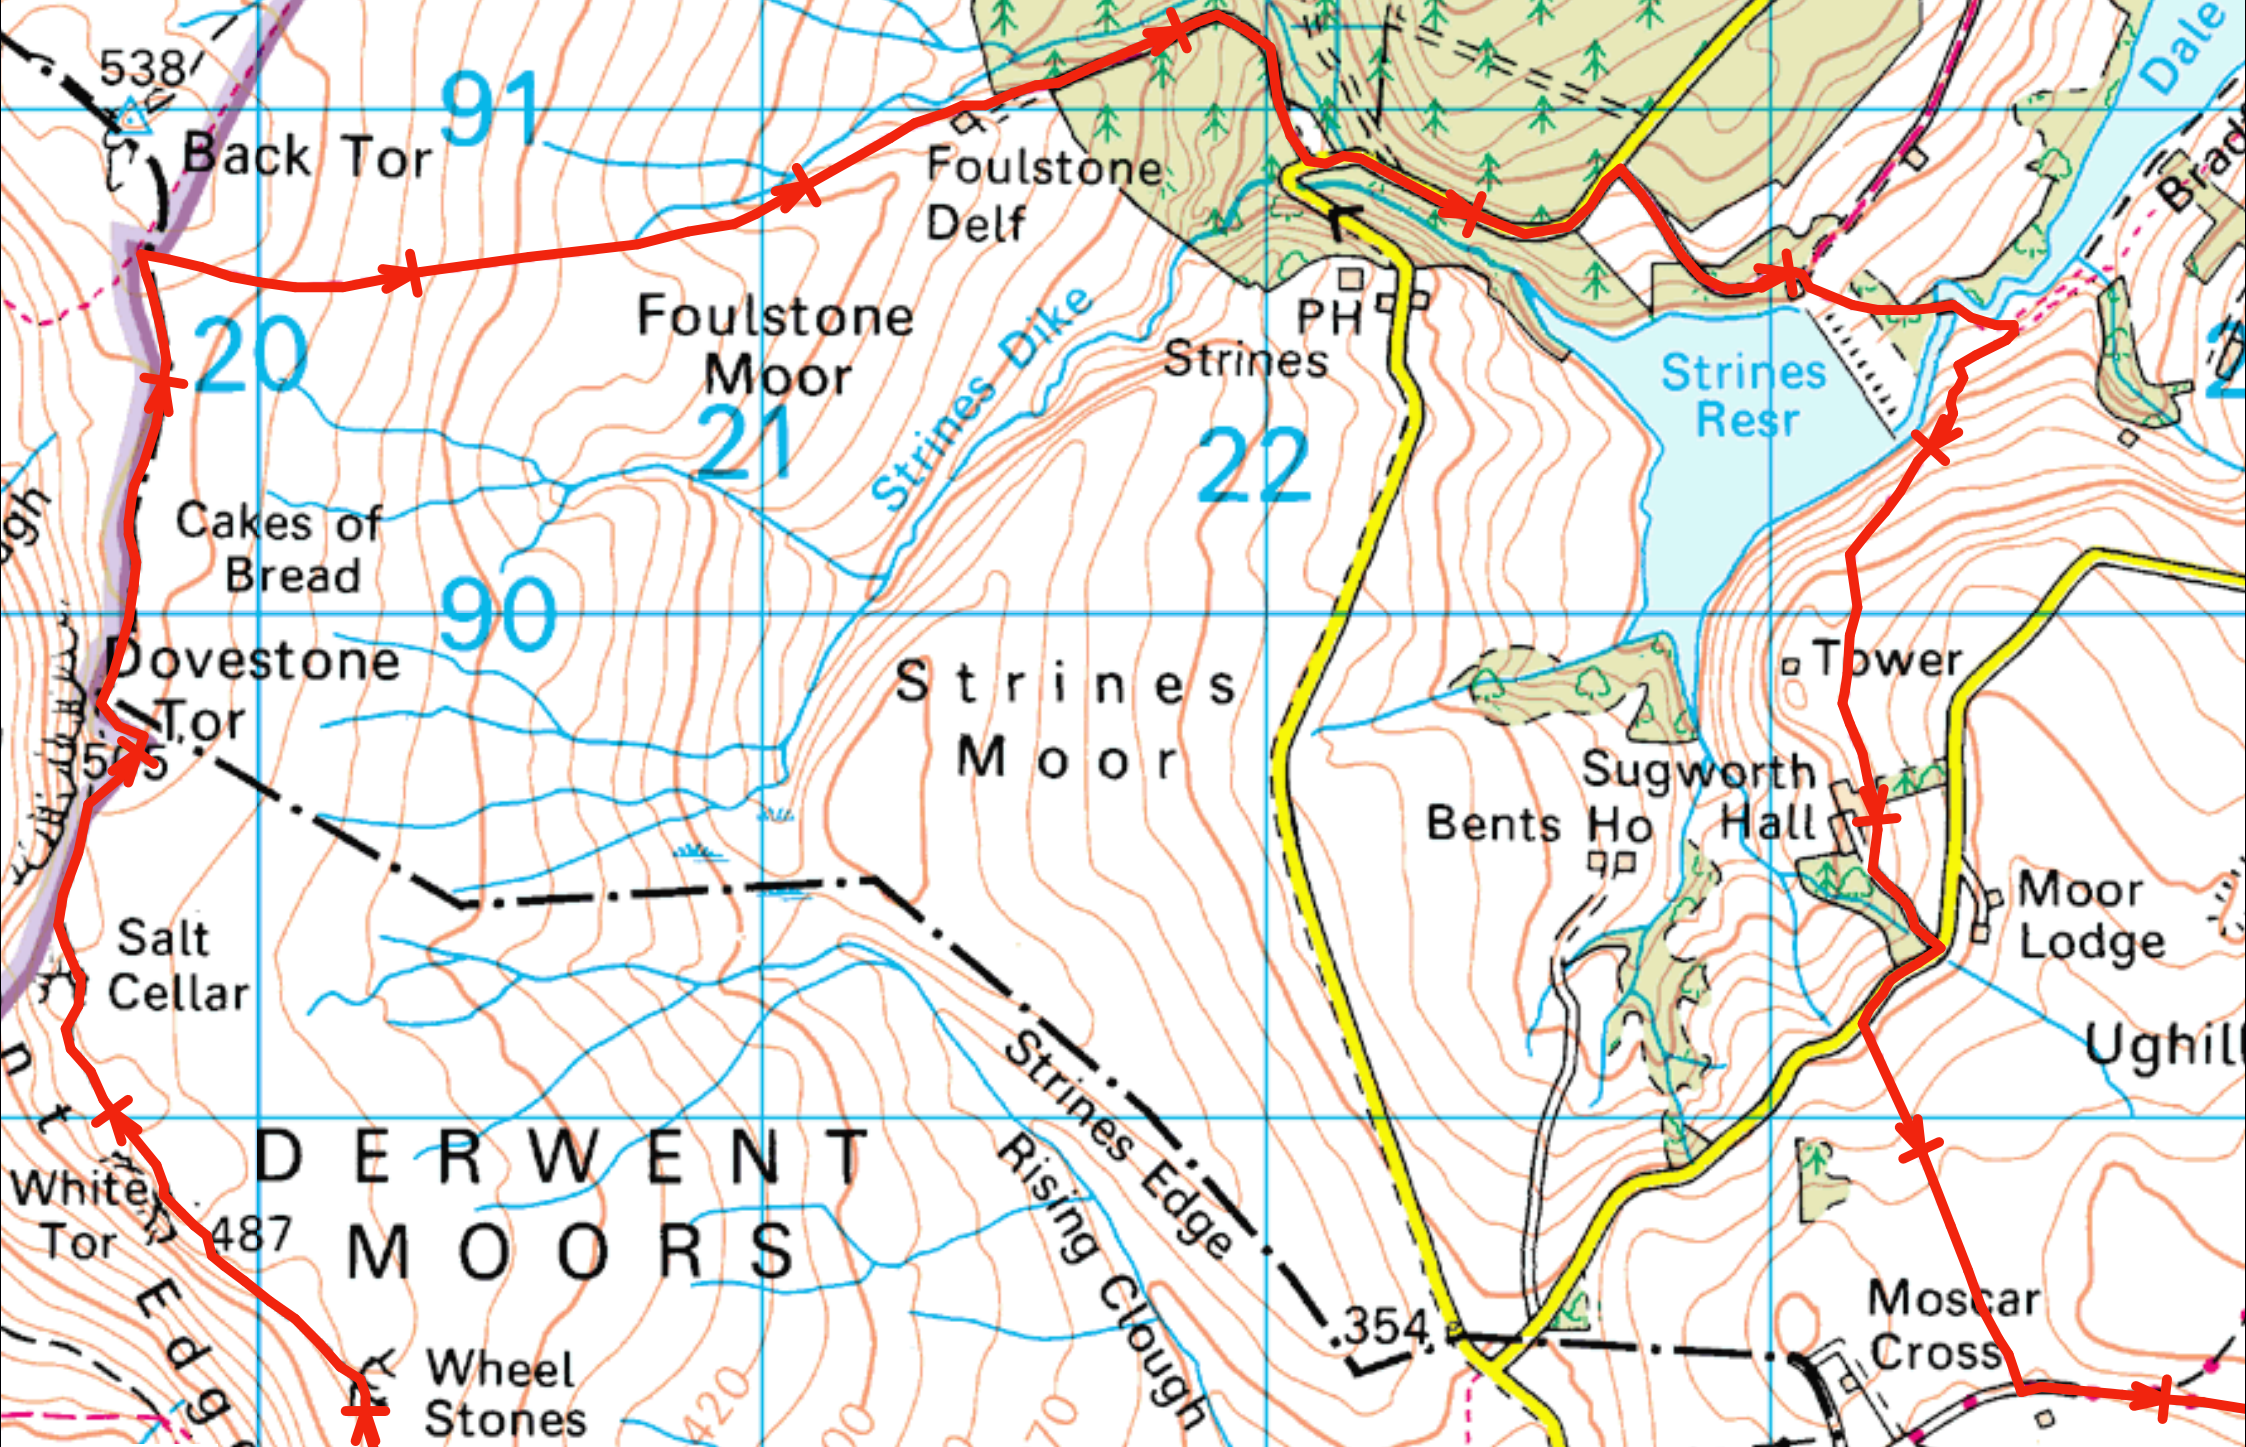 538
Dale
Back Tor
91
Foulstone
Delf
20
Foulstone
Moor
PH
Strines
Strines Dike
Strines
Resr
21
22
Cakes of
Bread
90
Dovestone
Tor
Strines
Moor
Tower
Sugworth
Hall
Bents Ho
Moor
Lodge
Salt
Cellar
Ughill
Strines Edge
DERWENT
MOORS
White
Tor
487
Rising Clough
Edge
354
Moscar
Cross
Wheel
Stones
420